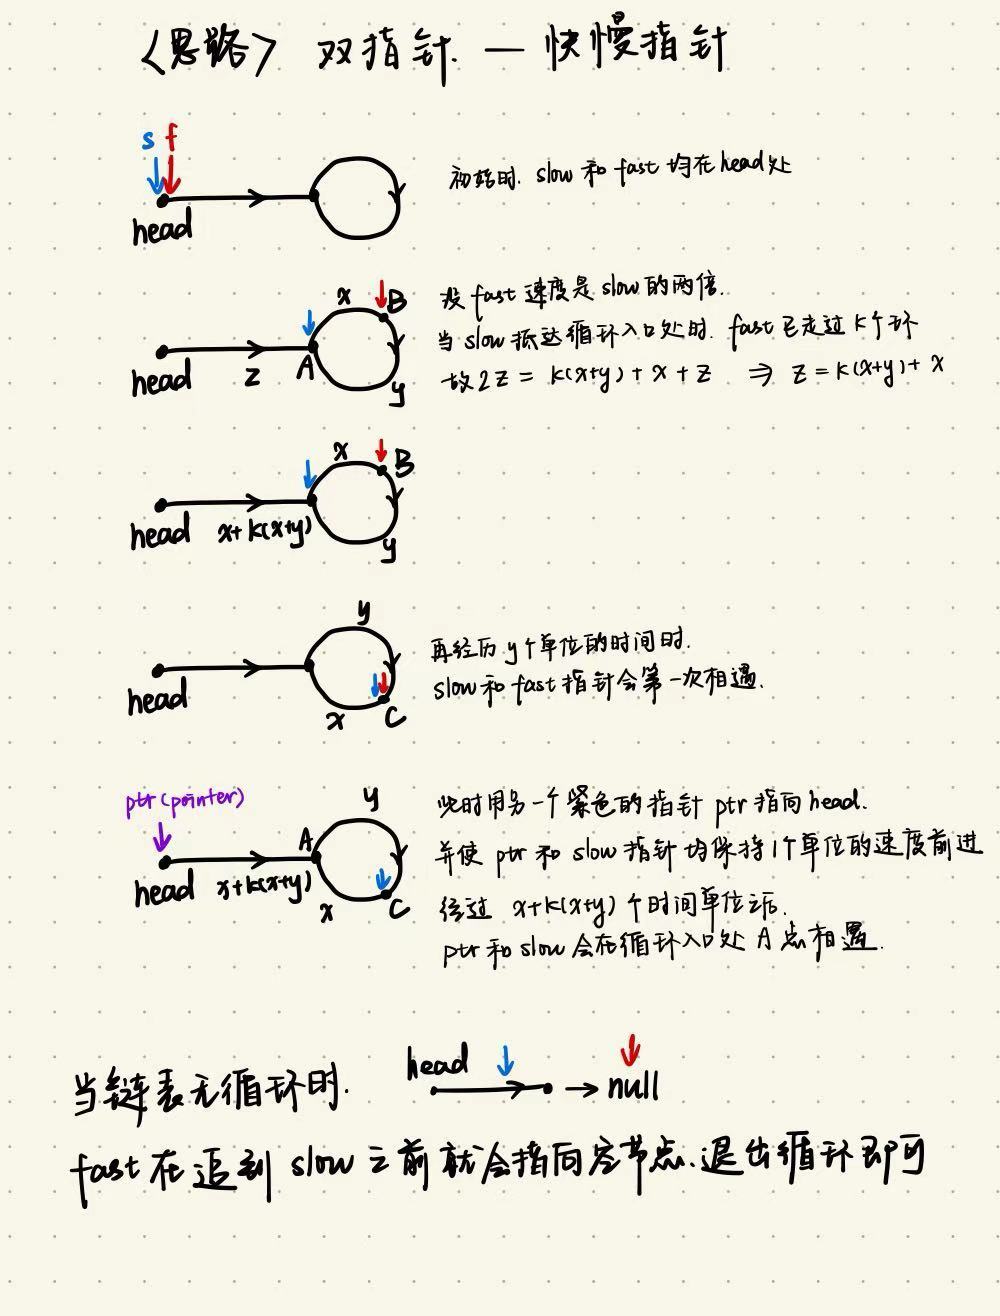 <思路> 双指针. — 快慢指针
s f
初始时. slow 和 fast 均在 head 处
head
x B
设 fast 速度是 slow 的两倍.
当 slow 抵达循环入口处时. fast 已走过 k 个环
head z A y
故 2z = k(x+y) + x + z ⇒ z = k(x+y) + x
x B
head x+k(x+y) y
y
再经历 y 个单位的时间时.
slow 和 fast 指针会第一次相遇.
head x C
ptr(pointer) y
此时用另一个紫色的指针 ptr 指向 head.
A
并使 ptr 和 slow 指针均保持1个单位的速度前进
head x+k(x+y) x C
经过 x+k(x+y) 个时间单位后.
ptr 和 slow 会在循环入口处 A 点相遇.
当链表无循环时. head → null
fast 在追到 slow 之前就会指向空节点.退出循环即可